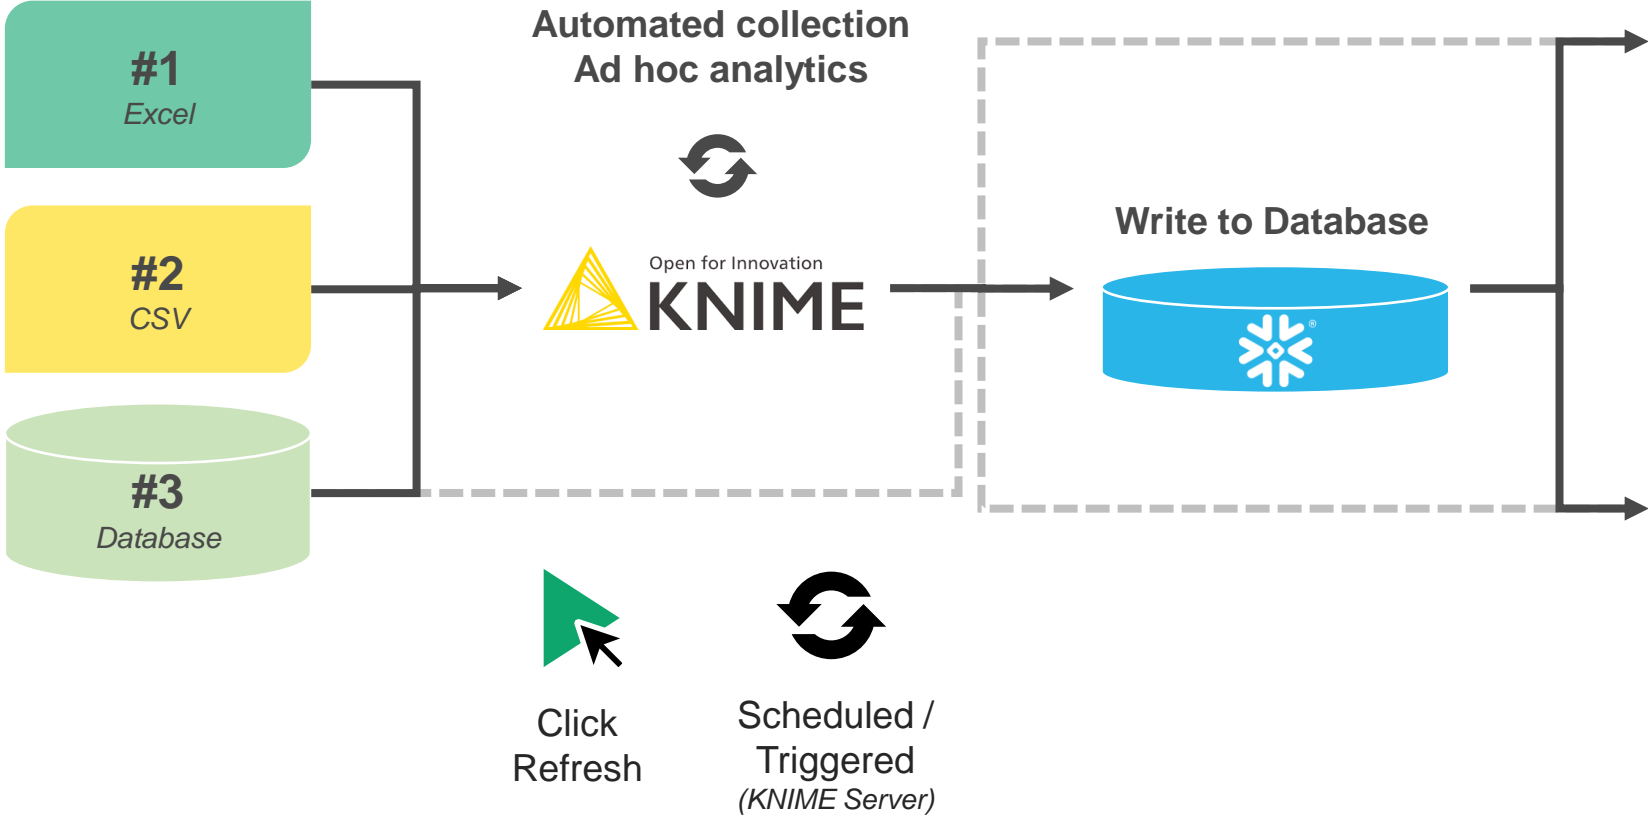 Automated collection
Ad hoc analytics
#1
Excel
#2
CSV
#3
Database
Open for Innovation
KNIME
Write to Database
®
Click
Refresh
Scheduled /
Triggered
(KNIME Server)